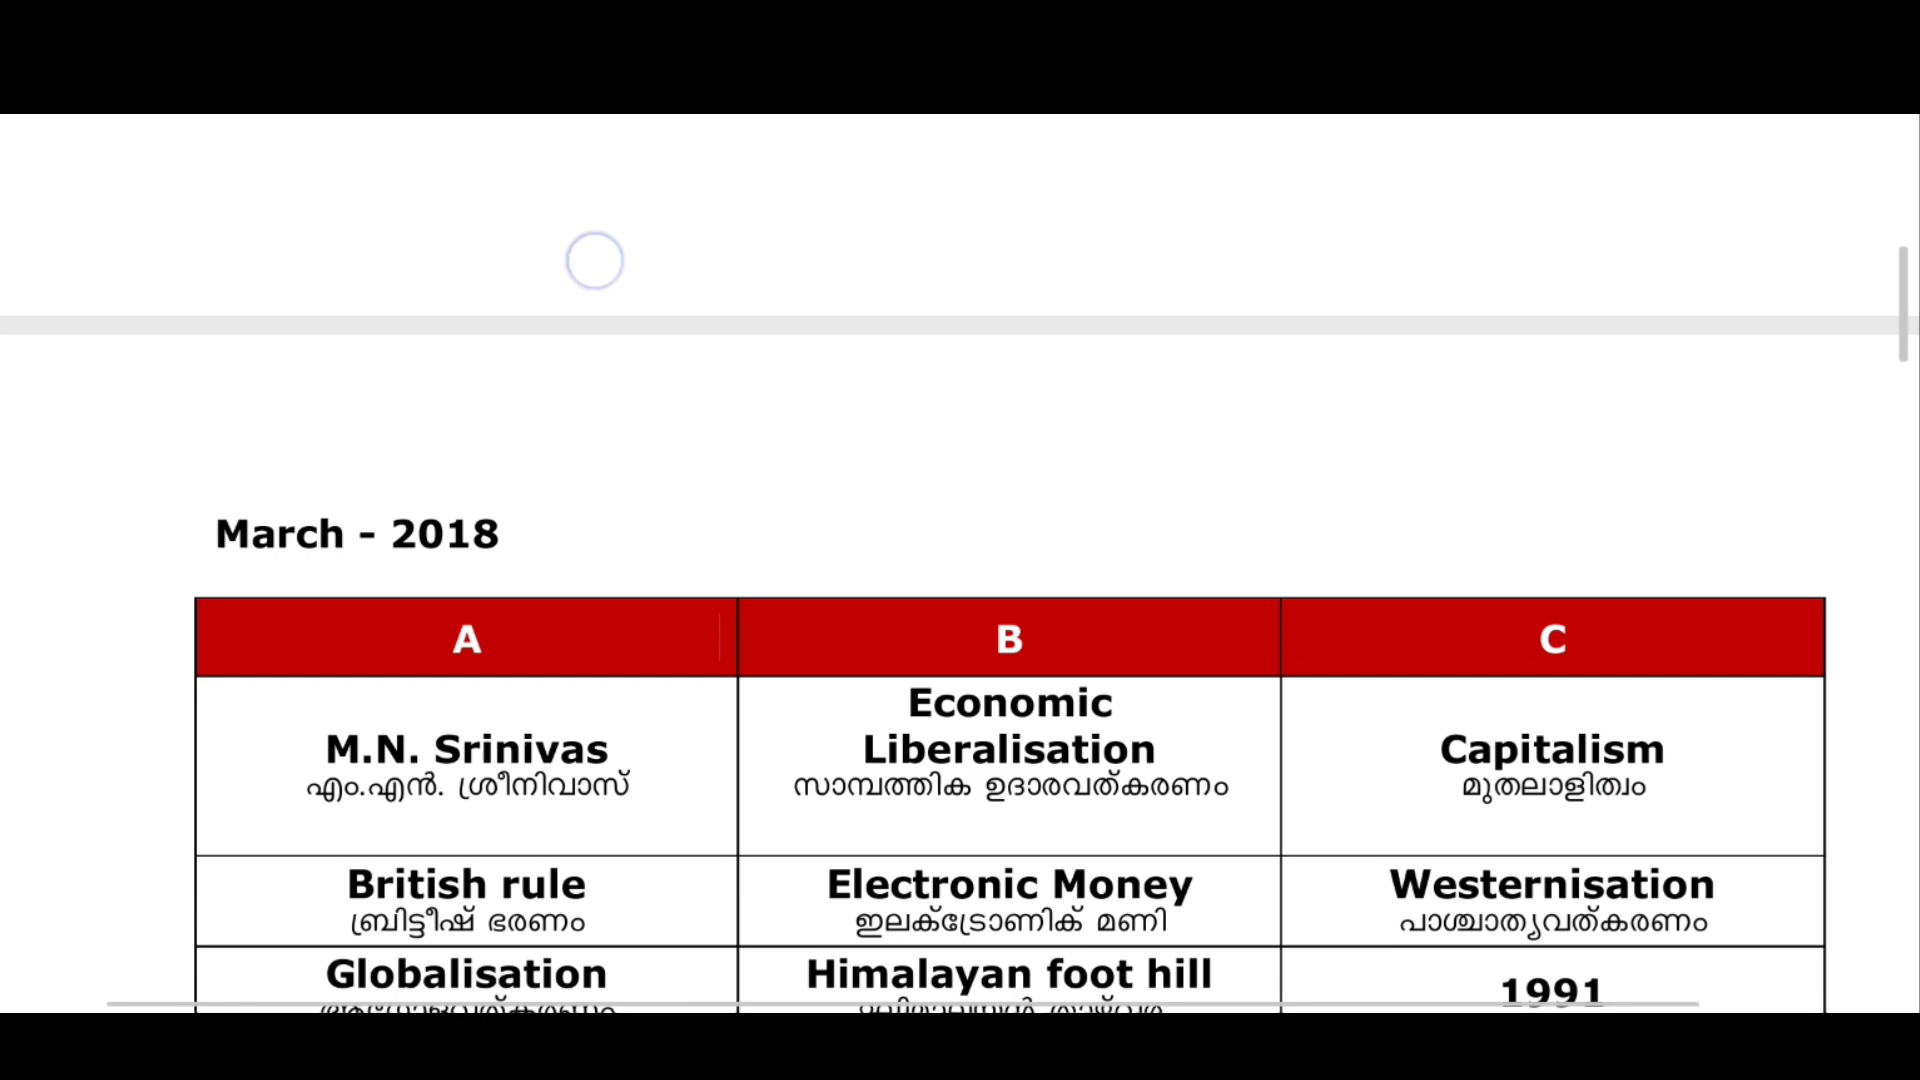 March - 2018
A B C
Economic
M.N. Srinivas Liberalisation Capitalism
എം.എൻ. ശ്രീനിവാസ് സാമ്പത്തിക ഉദാരവത്കരണം മുതലാളിത്വം
British rule Electronic Money Westernisation
ബ്രിട്ടീഷ് ഭരണം ഇലക്ട്രോണിക് മണി പാശ്ചാത്യവത്കരണം
Globalisation Himalayan foot hill 1991